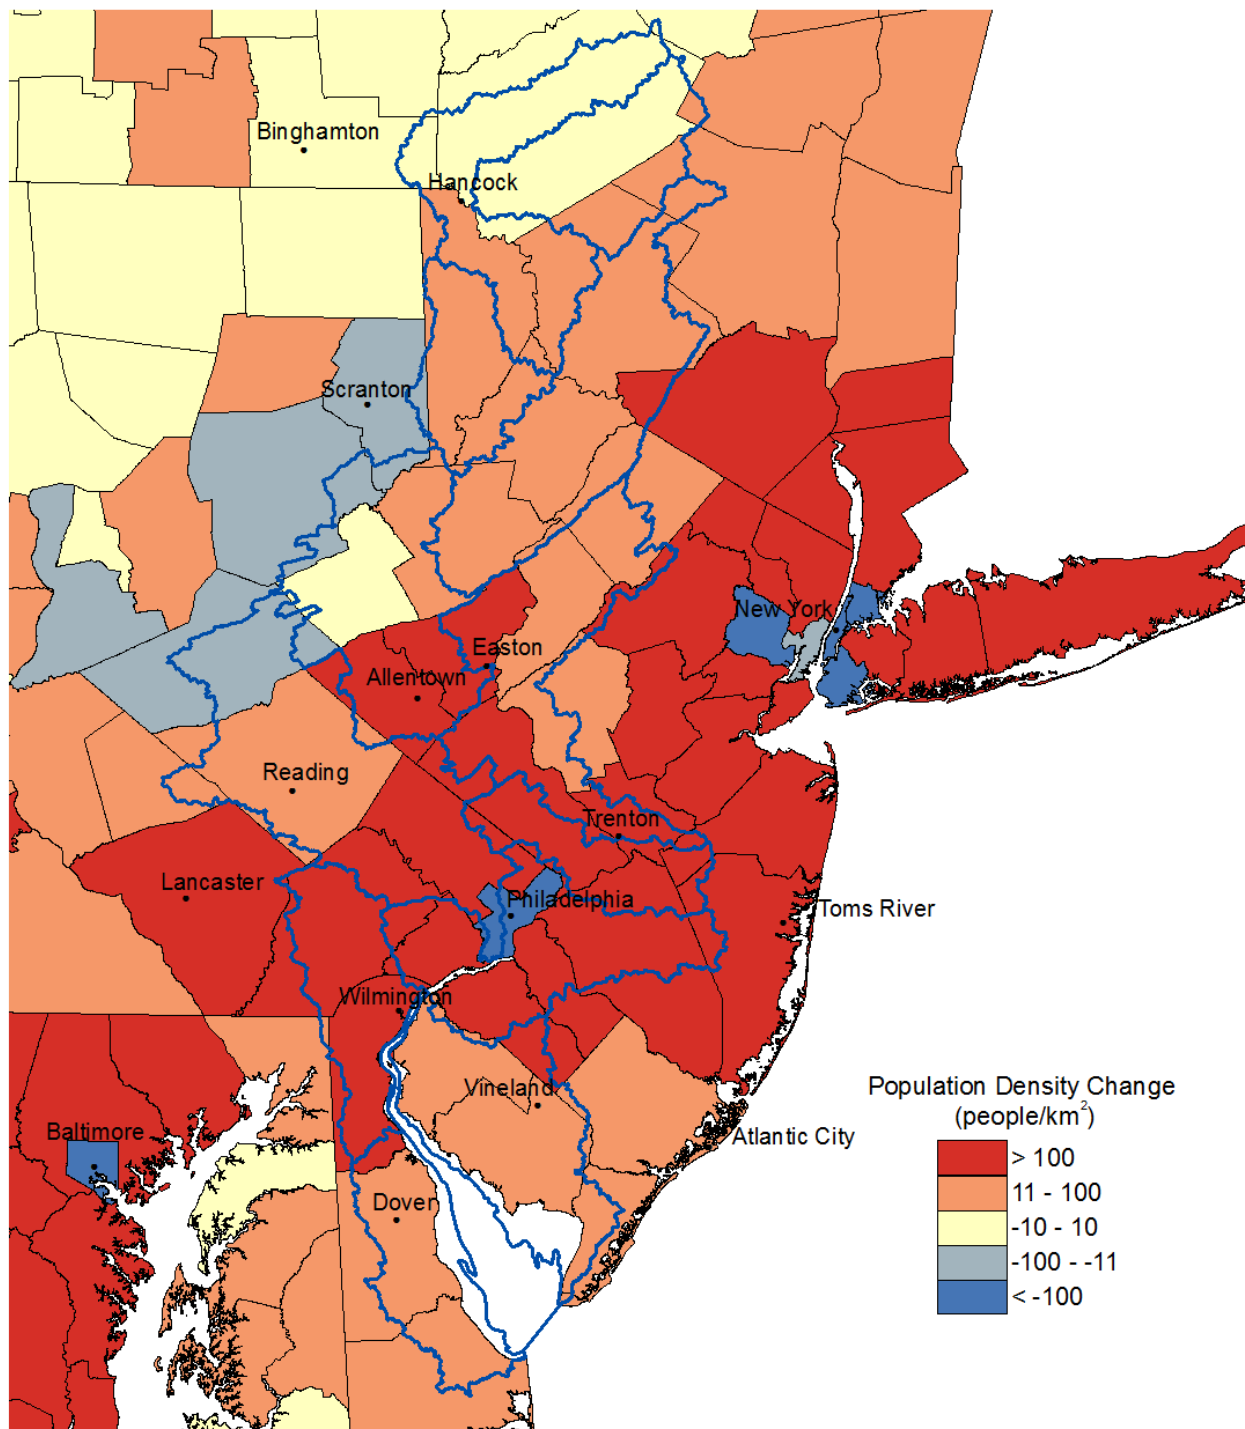 Binghamton
Hancock
Scranton
New York
Easton
Allentown
Reading
Trenton
Lancaster
Philadelphia
Toms River
Wilmington
Vineland
Population Density Change
(people/km²)
Baltimore
Atlantic City
> 100
11 - 100
Dover
-10 - 10
-100 - -11
< -100